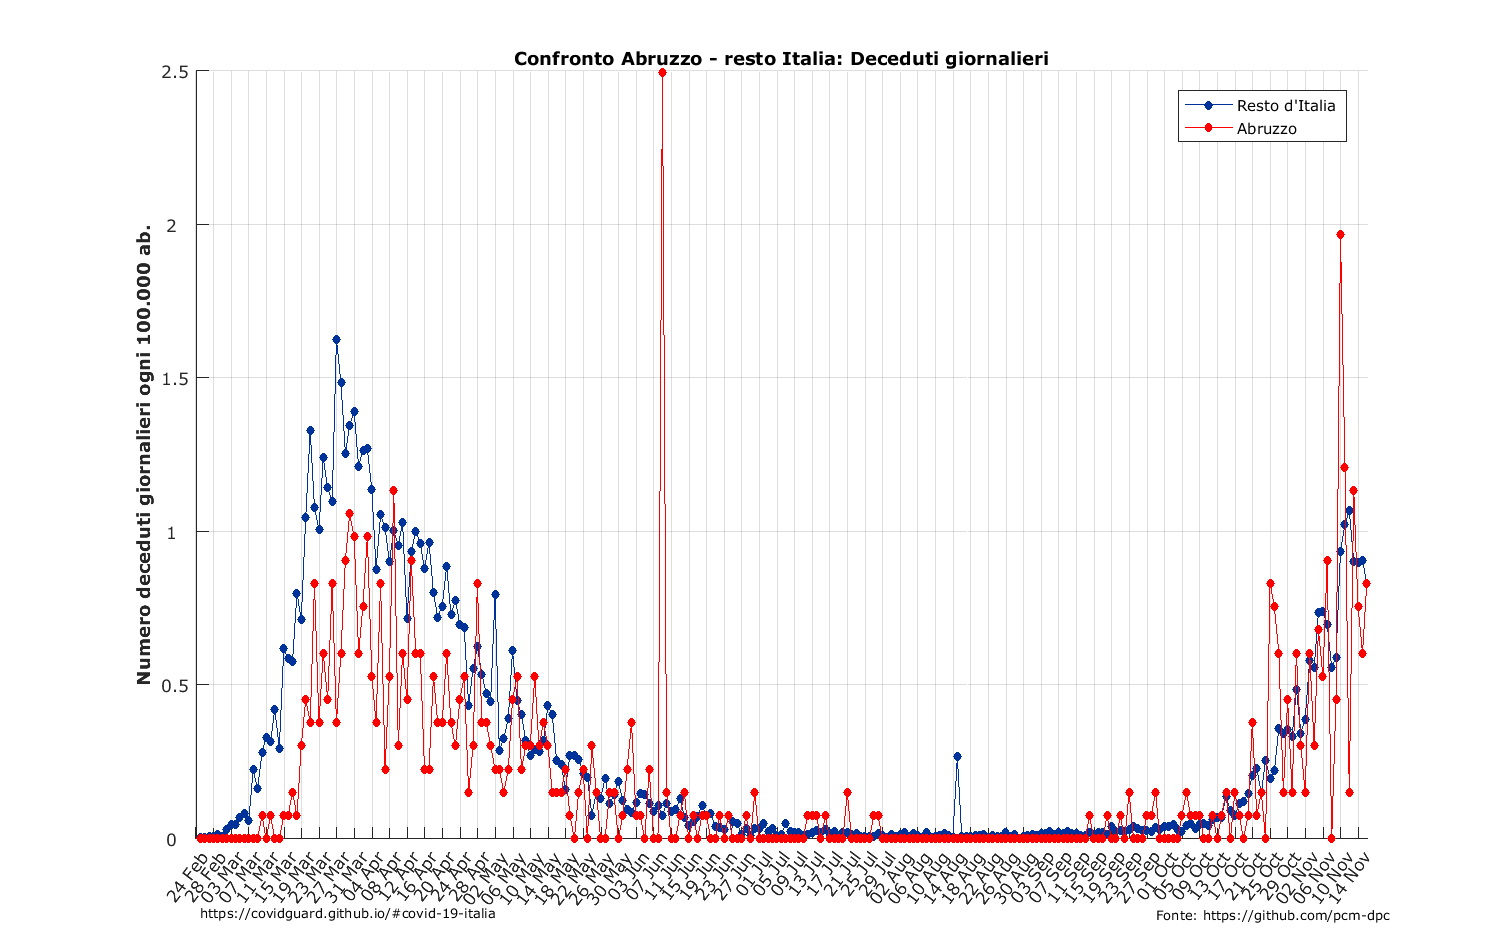 Confronto Abruzzo - resto Italia: Deceduti giornalieri
Resto d'Italia
Abruzzo
Numero deceduti giornalieri ogni 100.000 ab.
2.5
2
1.5
1
0.5
0
24 Feb
28 Feb
03 Mar
07 Mar
11 Mar
15 Mar
19 Mar
23 Mar
27 Mar
31 Mar
04 Apr
08 Apr
12 Apr
16 Apr
20 Apr
24 Apr
28 Apr
02 May
06 May
10 May
14 May
18 May
22 May
26 May
30 May
03 Jun
07 Jun
11 Jun
15 Jun
19 Jun
23 Jun
27 Jun
01 Jul
05 Jul
09 Jul
13 Jul
17 Jul
21 Jul
25 Jul
29 Jul
02 Aug
06 Aug
10 Aug
14 Aug
18 Aug
22 Aug
26 Aug
30 Aug
03 Sep
07 Sep
11 Sep
15 Sep
19 Sep
23 Sep
27 Sep
01 Oct
05 Oct
09 Oct
13 Oct
17 Oct
21 Oct
25 Oct
29 Oct
02 Nov
06 Nov
10 Nov
14 Nov
https://covidguard.github.io/#covid-19-italia
Fonte: https://github.com/pcm-dpc